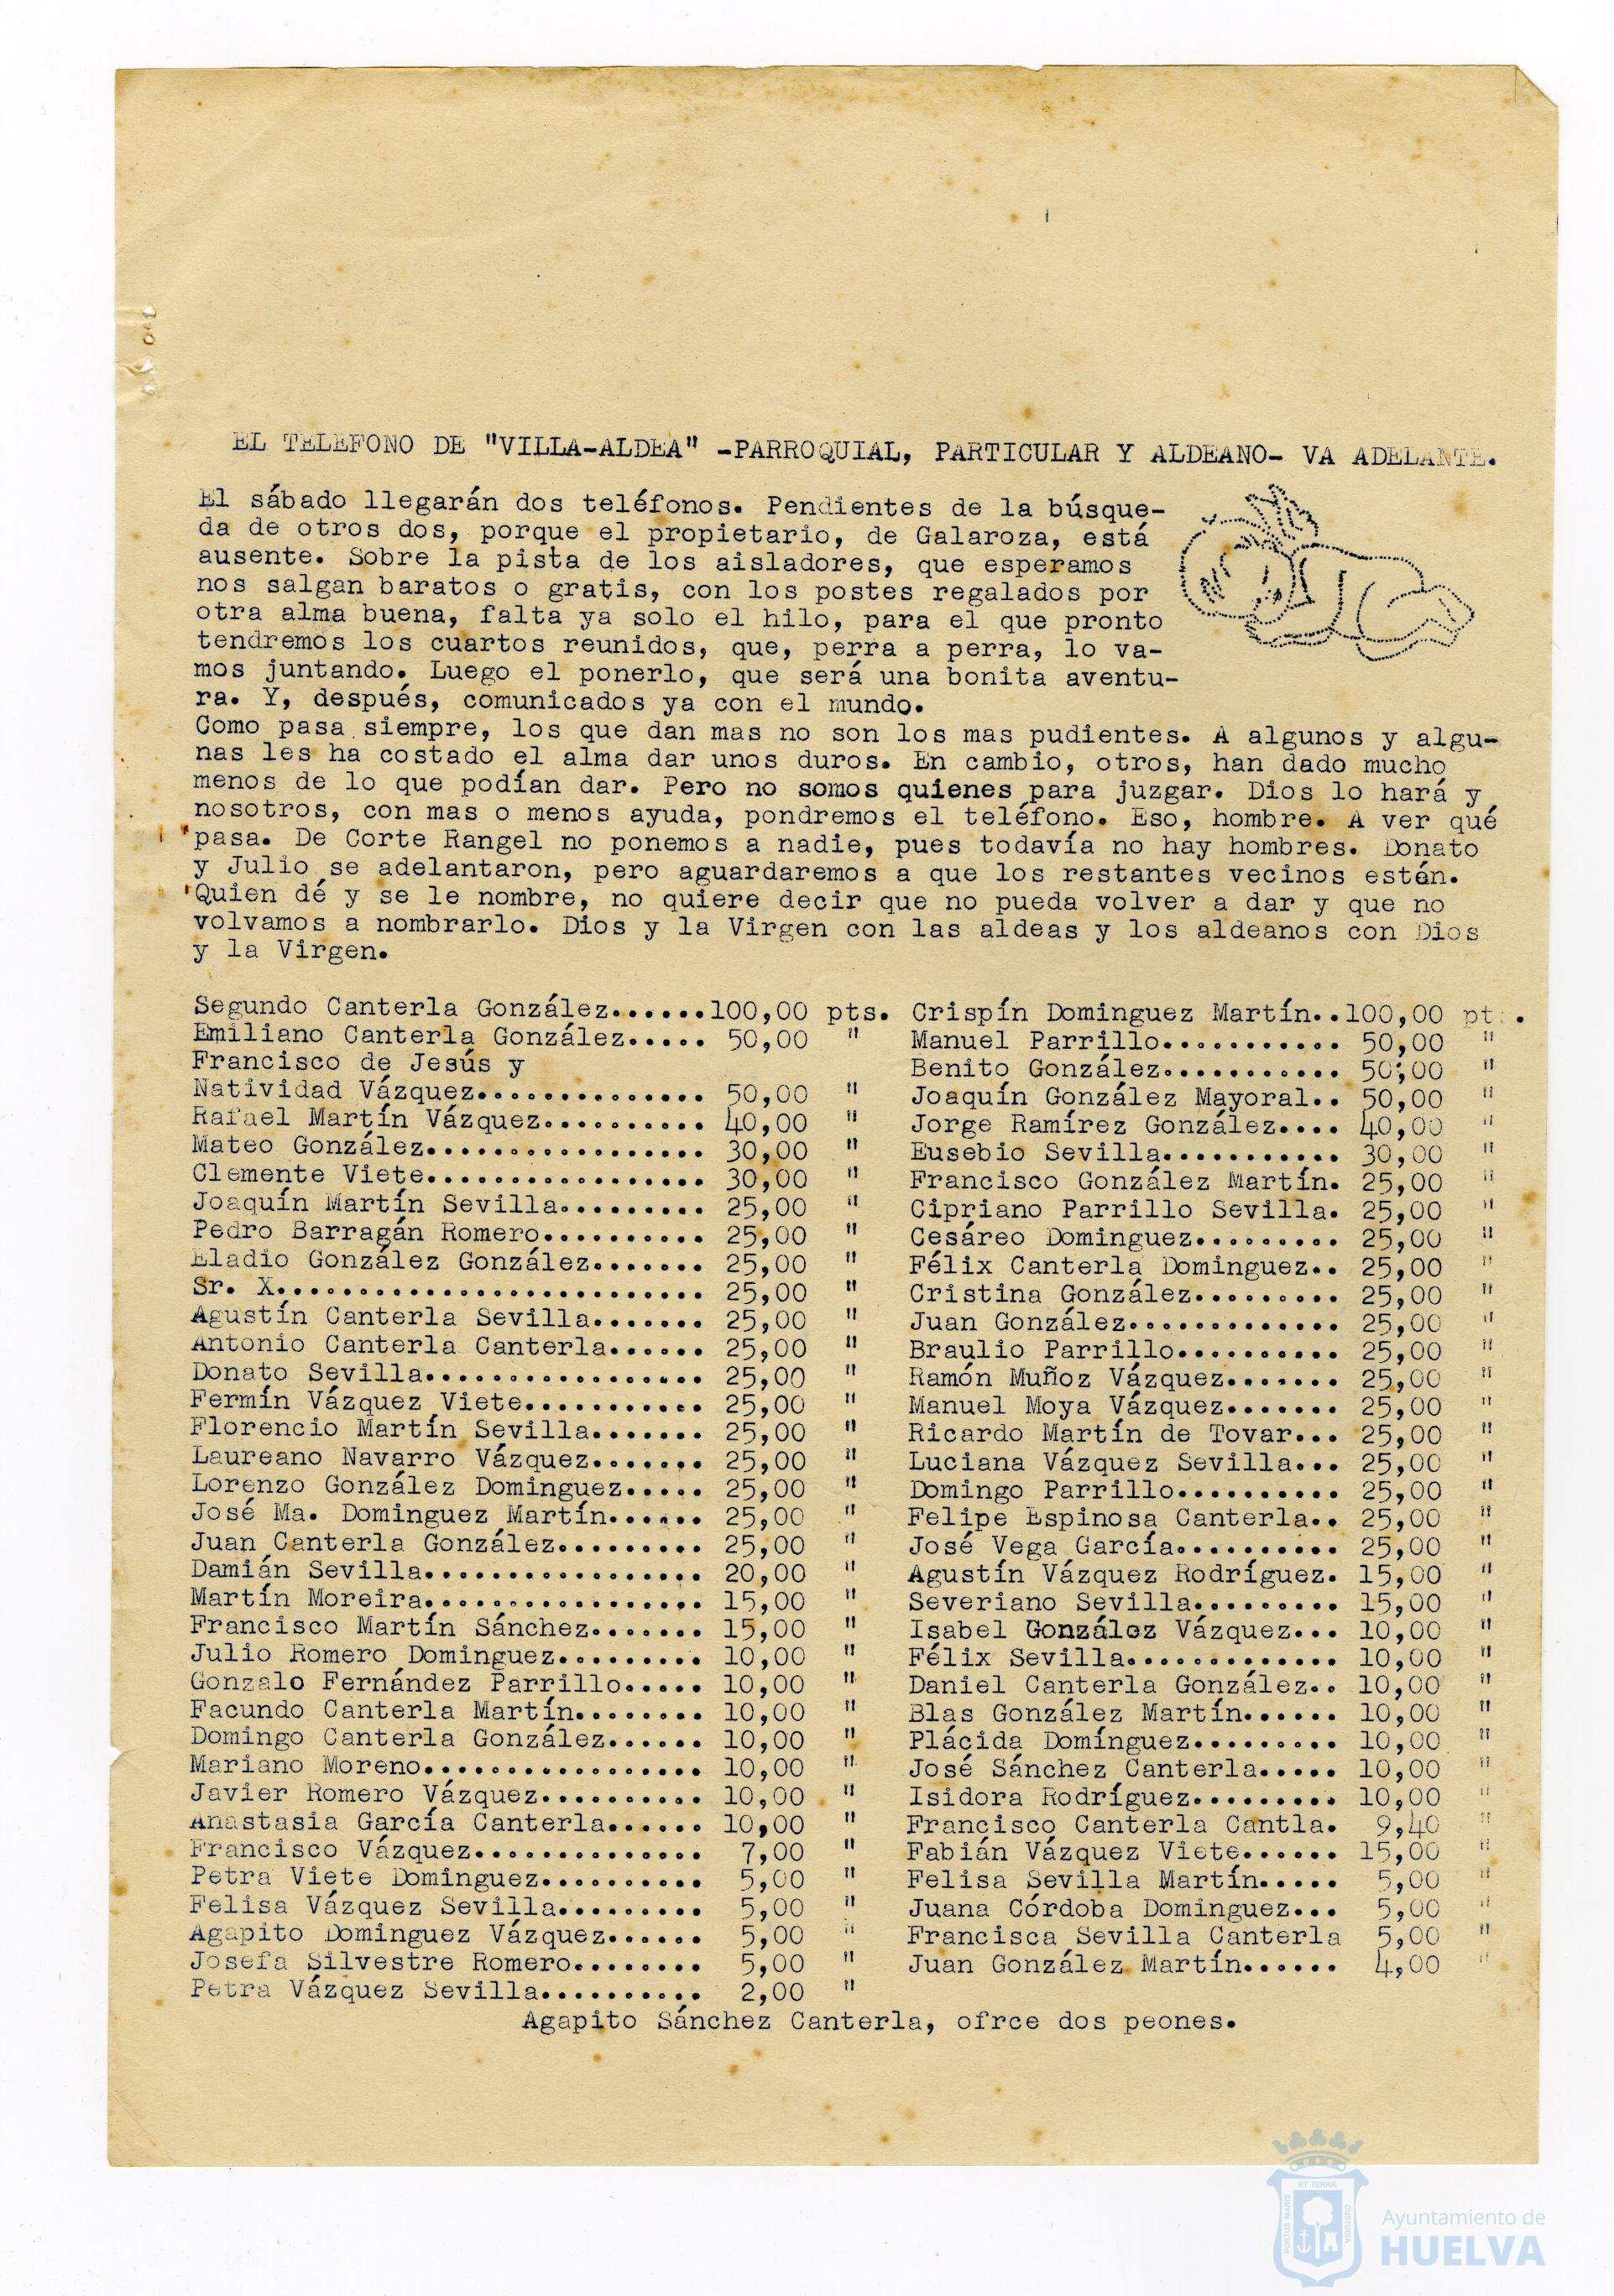 EL TELEFONO DE "VILLA-ALDEA" -PARROQUIAL, PARTICULAR Y ALDEANO- VA ADELANTE.
El sábado llegarán dos teléfonos. Pendientes de la búsque-
da de otros dos, porque el propietario, de Galaroza, está
ausente. Sobre la pista de los aisladores, que esperamos
nos salgan baratos o gratis, con los postes regalados por
otra alma buena, falta ya solo el hilo, para el que pronto
tendremos los cuartos reunidos, que, perra a perra, lo va-
mos juntando. Luego el ponerlo, que será una bonita aventu-
ra. Y, después, comunicados ya con el mundo.
Como pasa siempre, los que dan mas no son los mas pudientes. A algunos y algu-
nas les ha costado el alma dar unos duros. En cambio, otros, han dado mucho
menos de lo que podían dar. Pero no somos quienes para juzgar. Dios lo hará y
nosotros, con mas o menos ayuda, pondremos el teléfono. Eso, hombre. A ver qué
pasa. De Corte Rangel no ponemos a nadie, pues todavía no hay hombres. Donato
y Julio se adelantaron, pero aguardaremos a que los restantes vecinos estén.
Quien dé y se le nombre, no quiere decir que no pueda volver a dar y que no
volvamos a nombrarlo. Dios y la Virgen con las aldeas y los aldeanos con Dios
y la Virgen.
Segundo Canterla González......100,00 pts.
Emiliano Canterla González..... 50,00 "
Francisco de Jesús y
Natividad Vázquez.............. 50,00 "
Rafael Martín Vázquez.......... 40,00 "
Mateo González................. 30,00 "
Clemente Viete................. 30,00 "
Joaquín Martín Sevilla......... 25,00 "
Pedro Barragán Romero.......... 25,00 "
Eladio González González....... 25,00 "
Sr. X.......................... 25,00 "
Agustín Canterla Sevilla....... 25,00 "
Antonio Canterla Canterla...... 25,00 "
Donato Sevilla................. 25,00 "
Fermín Vázquez Viete........... 25,00 "
Florencio Martín Sevilla....... 25,00 "
Laureano Navarro Vázquez....... 25,00 "
Lorenzo González Dominguez..... 25,00 "
José Ma. Dominguez Martín...... 25,00 "
Juan Canterla González......... 25,00 "
Damián Sevilla................. 20,00 "
Martín Moreira................. 15,00 "
Francisco Martín Sánchez....... 15,00 "
Julio Romero Dominguez......... 10,00 "
Gonzalo Fernández Parrillo..... 10,00 "
Facundo Canterla Martín........ 10,00 "
Domingo Canterla González...... 10,00 "
Mariano Moreno................. 10,00 "
Javier Romero Vázquez.......... 10,00 "
Anastasia García Canterla...... 10,00 "
Francisco Vázquez.............. 7,00 "
Petra Viete Dominguez.......... 5,00 "
Felisa Vázquez Sevilla......... 5,00 "
Agapito Dominguez Vázquez...... 5,00 "
Josefa Silvestre Romero........ 5,00 "
Petra Vázquez Sevilla.......... 2,00 "
Crispín Dominguez Martín..100,00 pts.
Manuel Parrillo........... 50,00 "
Benito González........... 50,00 "
Joaquín González Mayoral.. 50,00 "
Jorge Ramírez González.... 40,00 "
Eusebio Sevilla........... 30,00 "
Francisco González Martín. 25,00 "
Cipriano Parrillo Sevilla. 25,00 "
Cesáreo Dominguez......... 25,00 "
Félix Canterla Dominguez.. 25,00 "
Cristina González......... 25,00 "
Juan González............. 25,00 "
Braulio Parrillo.......... 25,00 "
Ramón Muñoz Vázquez....... 25,00 "
Manuel Moya Vázquez....... 25,00 "
Ricardo Martín de Tovar... 25,00 "
Luciana Vázquez Sevilla... 25,00 "
Domingo Parrillo.......... 25,00 "
Felipe Espinosa Canterla.. 25,00 "
José Vega García.......... 25,00 "
Agustín Vázquez Rodríguez. 15,00 "
Severiano Sevilla......... 15,00 "
Isabel González Vázquez... 10,00 "
Félix Sevilla............. 10,00 "
Daniel Canterla González.. 10,00 "
Blas González Martín...... 10,00 "
Plácida Domínguez......... 10,00 "
José Sánchez Canterla..... 10,00 "
Isidora Rodríguez......... 10,00 "
Francisco Canterla Cantla. 9,40 "
Fabián Vázquez Viete...... 15,00 "
Felisa Sevilla Martín..... 5,00 "
Juana Córdoba Dominguez... 5,00 "
Francisca Sevilla Canterla 5,00 "
Juan González Martín...... 4,00 "
Agapito Sánchez Canterla, ofrce dos peones.
ET TERRÆ
PORTUS MARIS
CUSTODIA
Ayuntamiento de
HUELVA